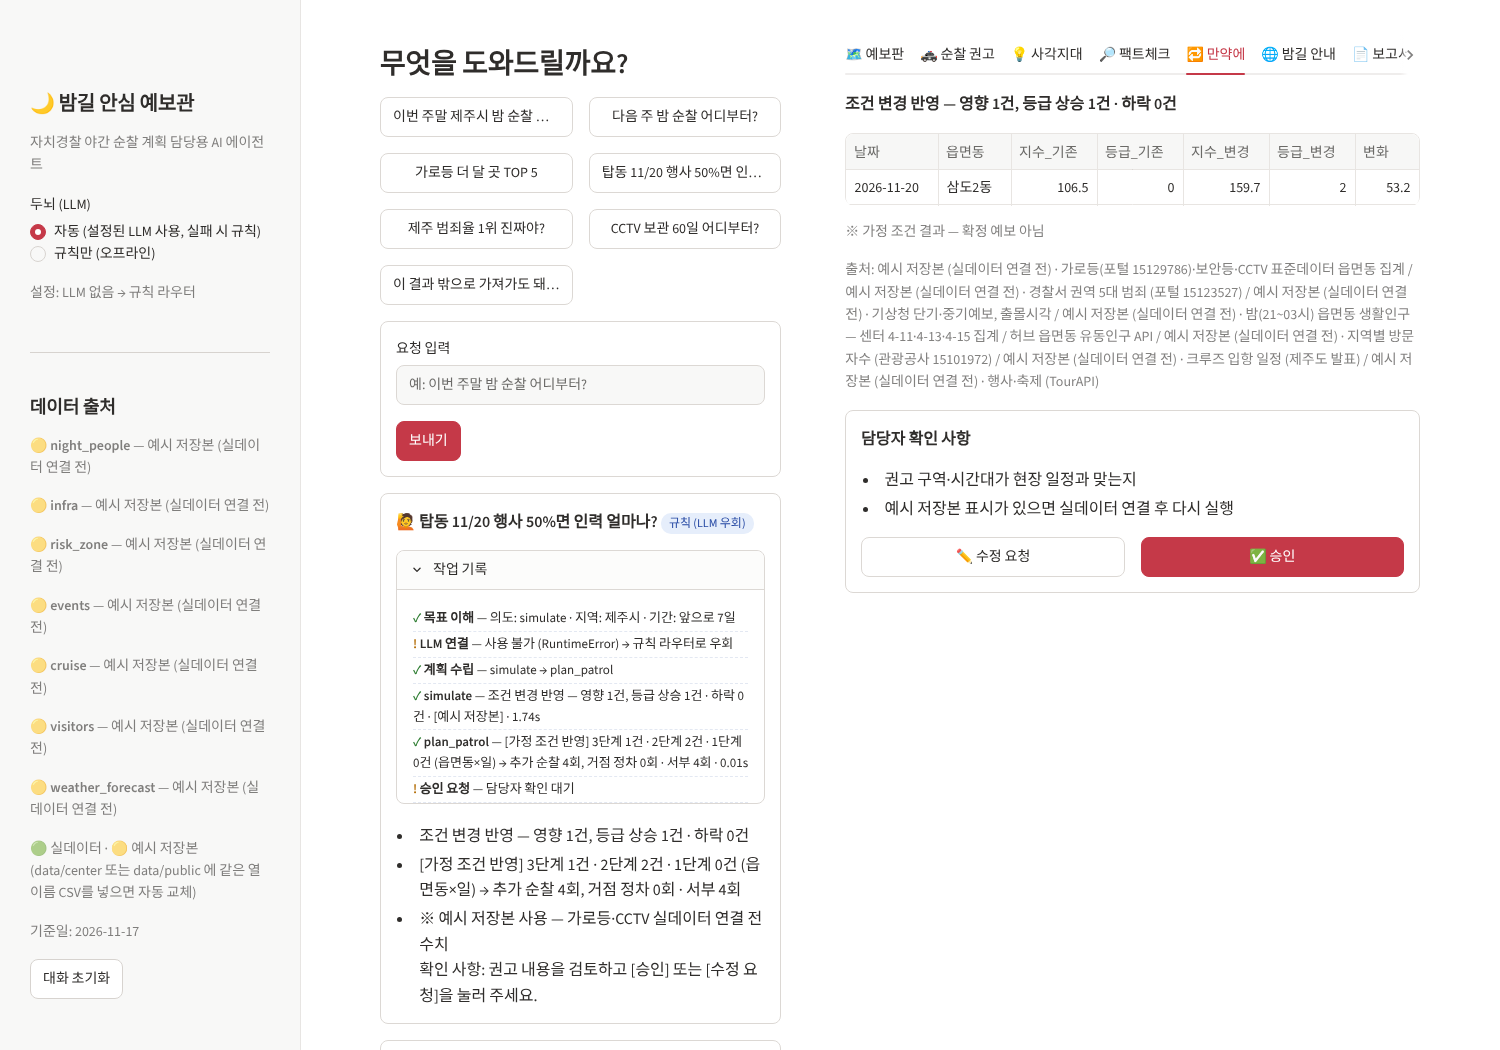 🌙 밤길 안심 예보관
자치경찰 야간 순찰 계획 담당용 AI 에이전
트
두뇌 (LLM)
자동 (설정된 LLM 사용, 실패 시 규칙)
규칙만 (오프라인)
설정: LLM 없음 → 규칙 라우터
데이터 출처
🟡 night_people — 예시 저장본 (실데이
터 연결 전)
🟡 infra — 예시 저장본 (실데이터 연결 전)
🟡 risk_zone — 예시 저장본 (실데이터 연
결 전)
🟡 events — 예시 저장본 (실데이터 연결
전)
🟡 cruise — 예시 저장본 (실데이터 연결
전)
🟡 visitors — 예시 저장본 (실데이터 연결
전)
🟡 weather_forecast — 예시 저장본 (실
데이터 연결 전)
🟢 실데이터 · 🟡 예시 저장본
(data/center 또는 data/public 에 같은 열
이름 CSV를 넣으면 자동 교체)
기준일: 2026-11-17
대화 초기화
무엇을 도와드릴까요?
이번 주말 제주시 밤 순찰 …
다음 주 밤 순찰 어디부터?
가로등 더 달 곳 TOP 5
탑동 11/20 행사 50%면 인…
제주 범죄율 1위 진짜야?
CCTV 보관 60일 어디부터?
이 결과 밖으로 가져가도 돼…
요청 입력
예: 이번 주말 밤 순찰 어디부터?
보내기
🙋 탑동 11/20 행사 50%면 인력 얼마나? 규칙 (LLM 우회)
작업 기록
✓ 목표 이해 — 의도: simulate · 지역: 제주시 · 기간: 앞으로 7일
! LLM 연결 — 사용 불가 (RuntimeError) → 규칙 라우터로 우회
✓ 계획 수립 — simulate → plan_patrol
✓ simulate — 조건 변경 반영 — 영향 1건, 등급 상승 1건 · 하락 0
건 · [예시 저장본] · 1.74s
✓ plan_patrol — [가정 조건 반영] 3단계 1건 · 2단계 2건 · 1단계
0건 (읍면동×일) → 추가 순찰 4회, 거점 정차 0회 · 서부 4회 · 0.01s
! 승인 요청 — 담당자 확인 대기
• 조건 변경 반영 — 영향 1건, 등급 상승 1건 · 하락 0건
• [가정 조건 반영] 3단계 1건 · 2단계 2건 · 1단계 0건 (읍
면동×일) → 추가 순찰 4회, 거점 정차 0회 · 서부 4회
• ※ 예시 저장본 사용 — 가로등·CCTV 실데이터 연결 전
수치
확인 사항: 권고 내용을 검토하고 [승인] 또는 [수정 요
청]을 눌러 주세요.
🗺️ 예보판 🚓 순찰 권고 💡 사각지대 🔎 팩트체크 🔁 만약에 🌐 밤길 안내 📄 보고
조건 변경 반영 — 영향 1건, 등급 상승 1건 · 하락 0건
날짜 읍면동 지수_기존 등급_기존 지수_변경 등급_변경 변화
2026-11-20 삼도2동 106.5 0 159.7 2 53.2
※ 가정 조건 결과 — 확정 예보 아님
출처: 예시 저장본 (실데이터 연결 전) · 가로등(포털 15129786)·보안등·CCTV 표준데이터 읍면동 집계 /
예시 저장본 (실데이터 연결 전) · 경찰서 권역 5대 범죄 (포털 15123527) / 예시 저장본 (실데이터 연결
전) · 기상청 단기·중기예보, 출몰시각 / 예시 저장본 (실데이터 연결 전) · 밤(21~03시) 읍면동 생활인구
— 센터 4-11·4-13·4-15 집계 / 허브 읍면동 유동인구 API / 예시 저장본 (실데이터 연결 전) · 지역별 방문
자수 (관광공사 15101972) / 예시 저장본 (실데이터 연결 전) · 크루즈 입항 일정 (제주도 발표) / 예시 저
장본 (실데이터 연결 전) · 행사·축제 (TourAPI)
담당자 확인 사항
• 권고 구역·시간대가 현장 일정과 맞는지
• 예시 저장본 표시가 있으면 실데이터 연결 후 다시 실행
✏️ 수정 요청
✅ 승인